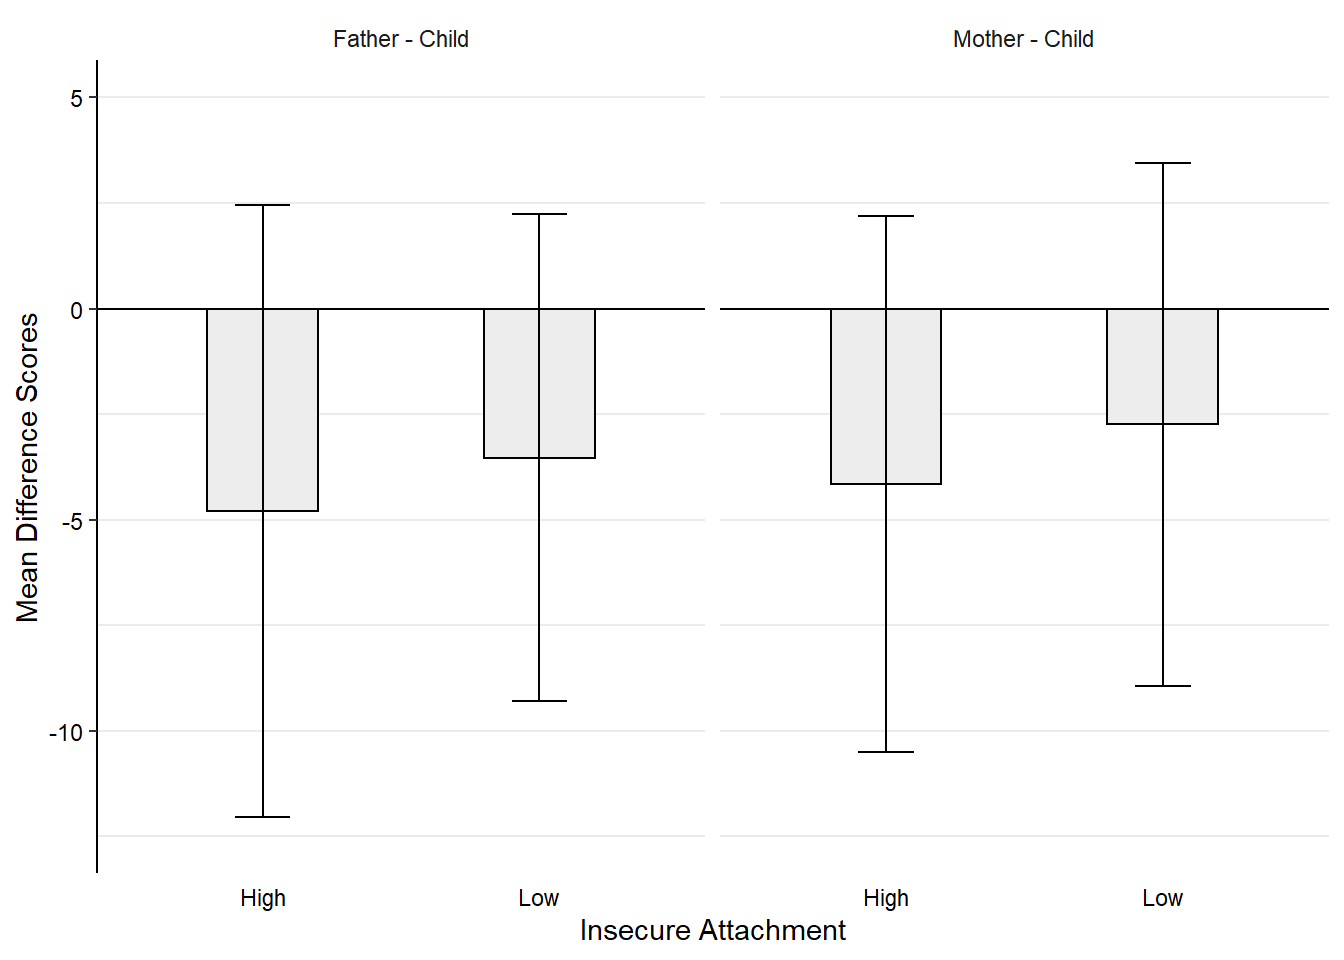 Father - Child
Mother - Child
5
0
-5
-10
Mean Difference Scores
High
Low
High
Low
Insecure Attachment